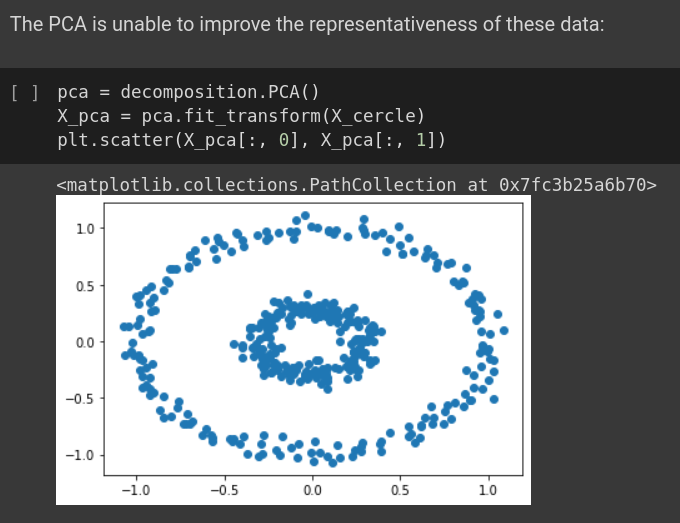 The PCA is unable to improve the representativeness of these data:
[ ] pca = decomposition.PCA()
X_pca = pca.fit_transform(X_cercle)
plt.scatter(X_pca[:, 0], X_pca[:, 1])
<matplotlib.collections.PathCollection at 0x7fc3b25a6b70>
1.0
0.5
0.0
−0.5
−1.0
−1.0 −0.5 0.0 0.5 1.0